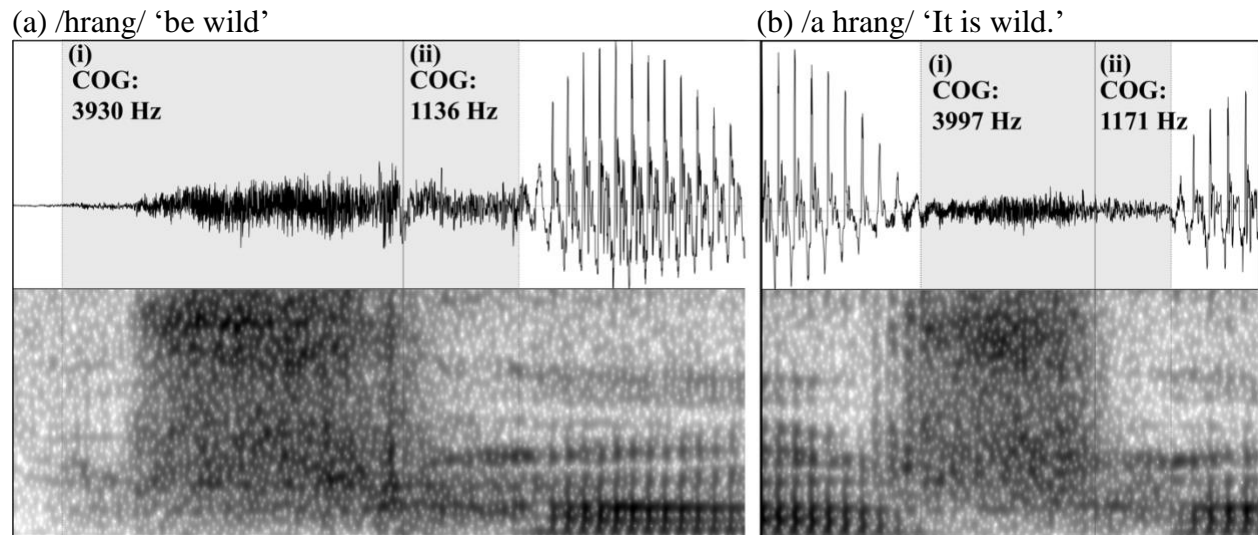 (a) /hrang/ ‘be wild’
(i)
COG:
3930 Hz
(ii)
COG:
1136 Hz
(b) /a hrang/ ‘It is wild.’
(i)
COG:
3997 Hz
(ii)
COG:
1171 Hz